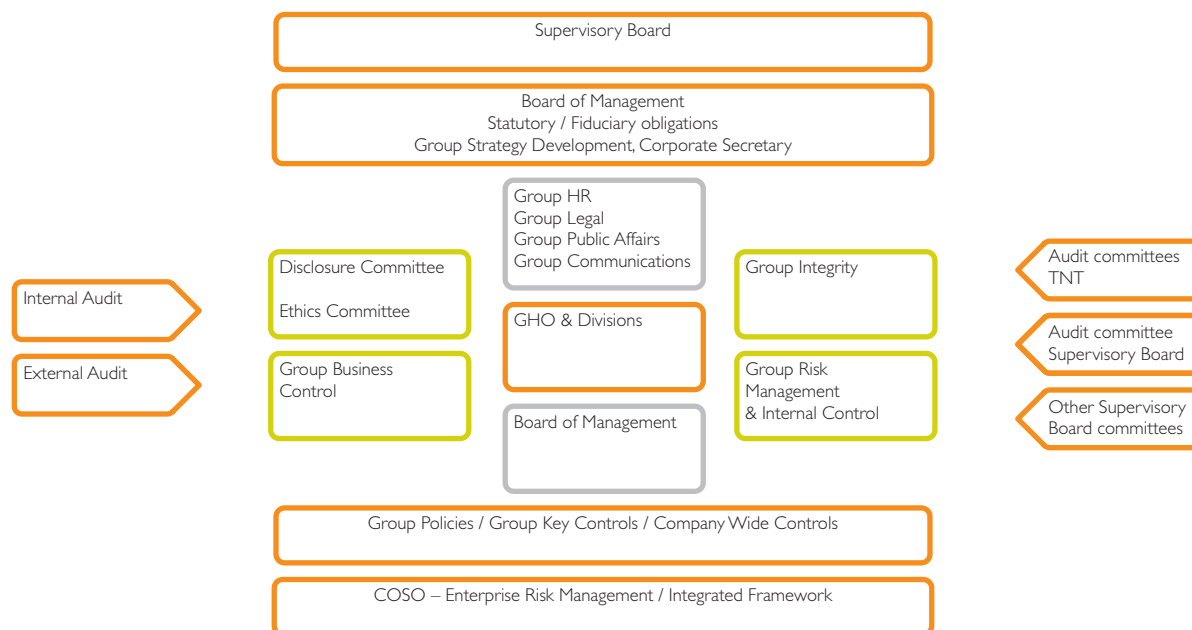 Supervisory Board
Board of Management
Statutory / Fiduciary obligations
Group Strategy Development, Corporate Secretary
Group HR
Group Legal
Group Public Affairs
Group Communications
Disclosure Committee
Ethics Committee
Group Integrity
Internal Audit
External Audit
GHO & Divisions
Group Business
Control
Group Risk
Management
& Internal Control
Board of Management
Audit committees
TNT
Audit committee
Supervisory Board
Other Supervisory
Board committees
Group Policies / Group Key Controls / Company Wide Controls
COSO – Enterprise Risk Management / Integrated Framework